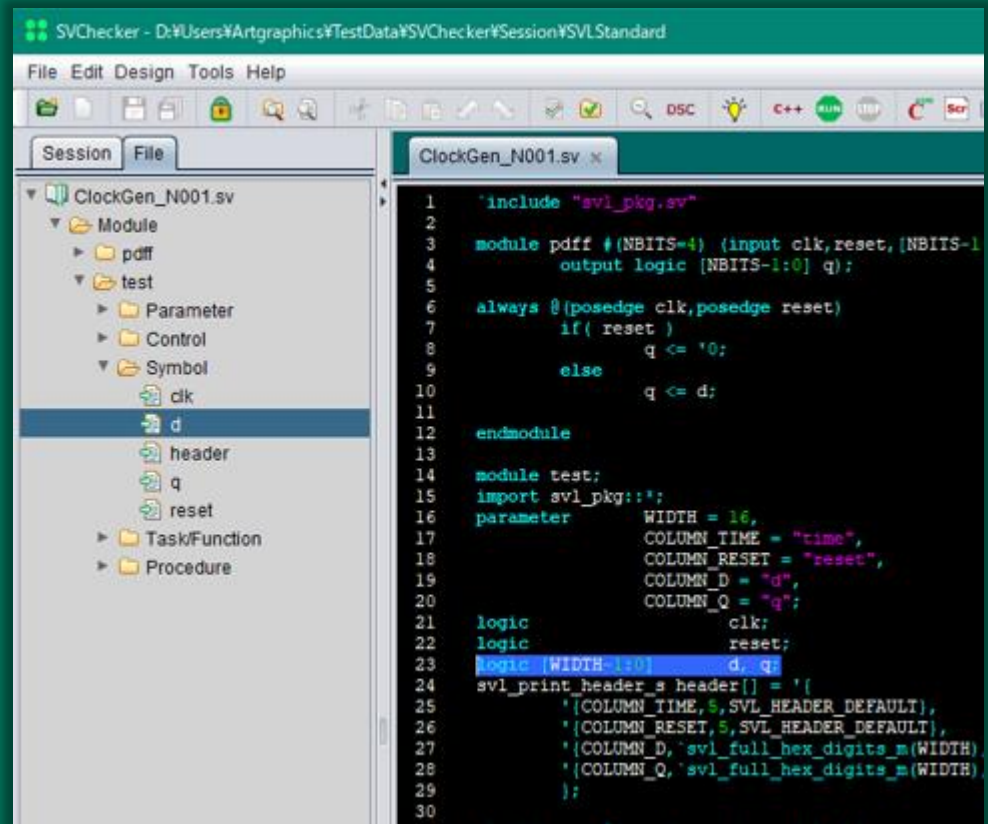 SVChecker - D:¥Users¥Artgraphics¥TestData¥SVChecker¥Session¥SVLStandard
File Edit Design Tools Help
DSC C++ RUN Scr
Session File
ClockGen_N001.sv
Module
pdff
test
Parameter
Control
Symbol
clk
d
header
q
reset
Task/Function
Procedure
ClockGen_N001.sv ×
1 `include "svl_pkg.sv"
2
3 module pdff #(NBITS=4) (input clk,reset,[NBITS-1
4 output logic [NBITS-1:0] q);
5
6 always @(posedge clk,posedge reset)
7 if( reset )
8 q <= '0;
9 else
10 q <= d;
11
12 endmodule
13
14 module test;
15 import svl_pkg::*;
16 parameter WIDTH = 16,
17 COLUMN_TIME = "time",
18 COLUMN_RESET = "reset",
19 COLUMN_D = "d",
20 COLUMN_Q = "q";
21 logic clk;
22 logic reset;
23 logic [WIDTH-1:0] d, q;
24 svl_print_header_s header[] = '{
25 '{COLUMN_TIME,5,SVL_HEADER_DEFAULT},
26 '{COLUMN_RESET,5,SVL_HEADER_DEFAULT},
27 '{COLUMN_D,`svl_full_hex_digits_m(WIDTH),
28 '{COLUMN_Q,`svl_full_hex_digits_m(WIDTH),
29 };
30